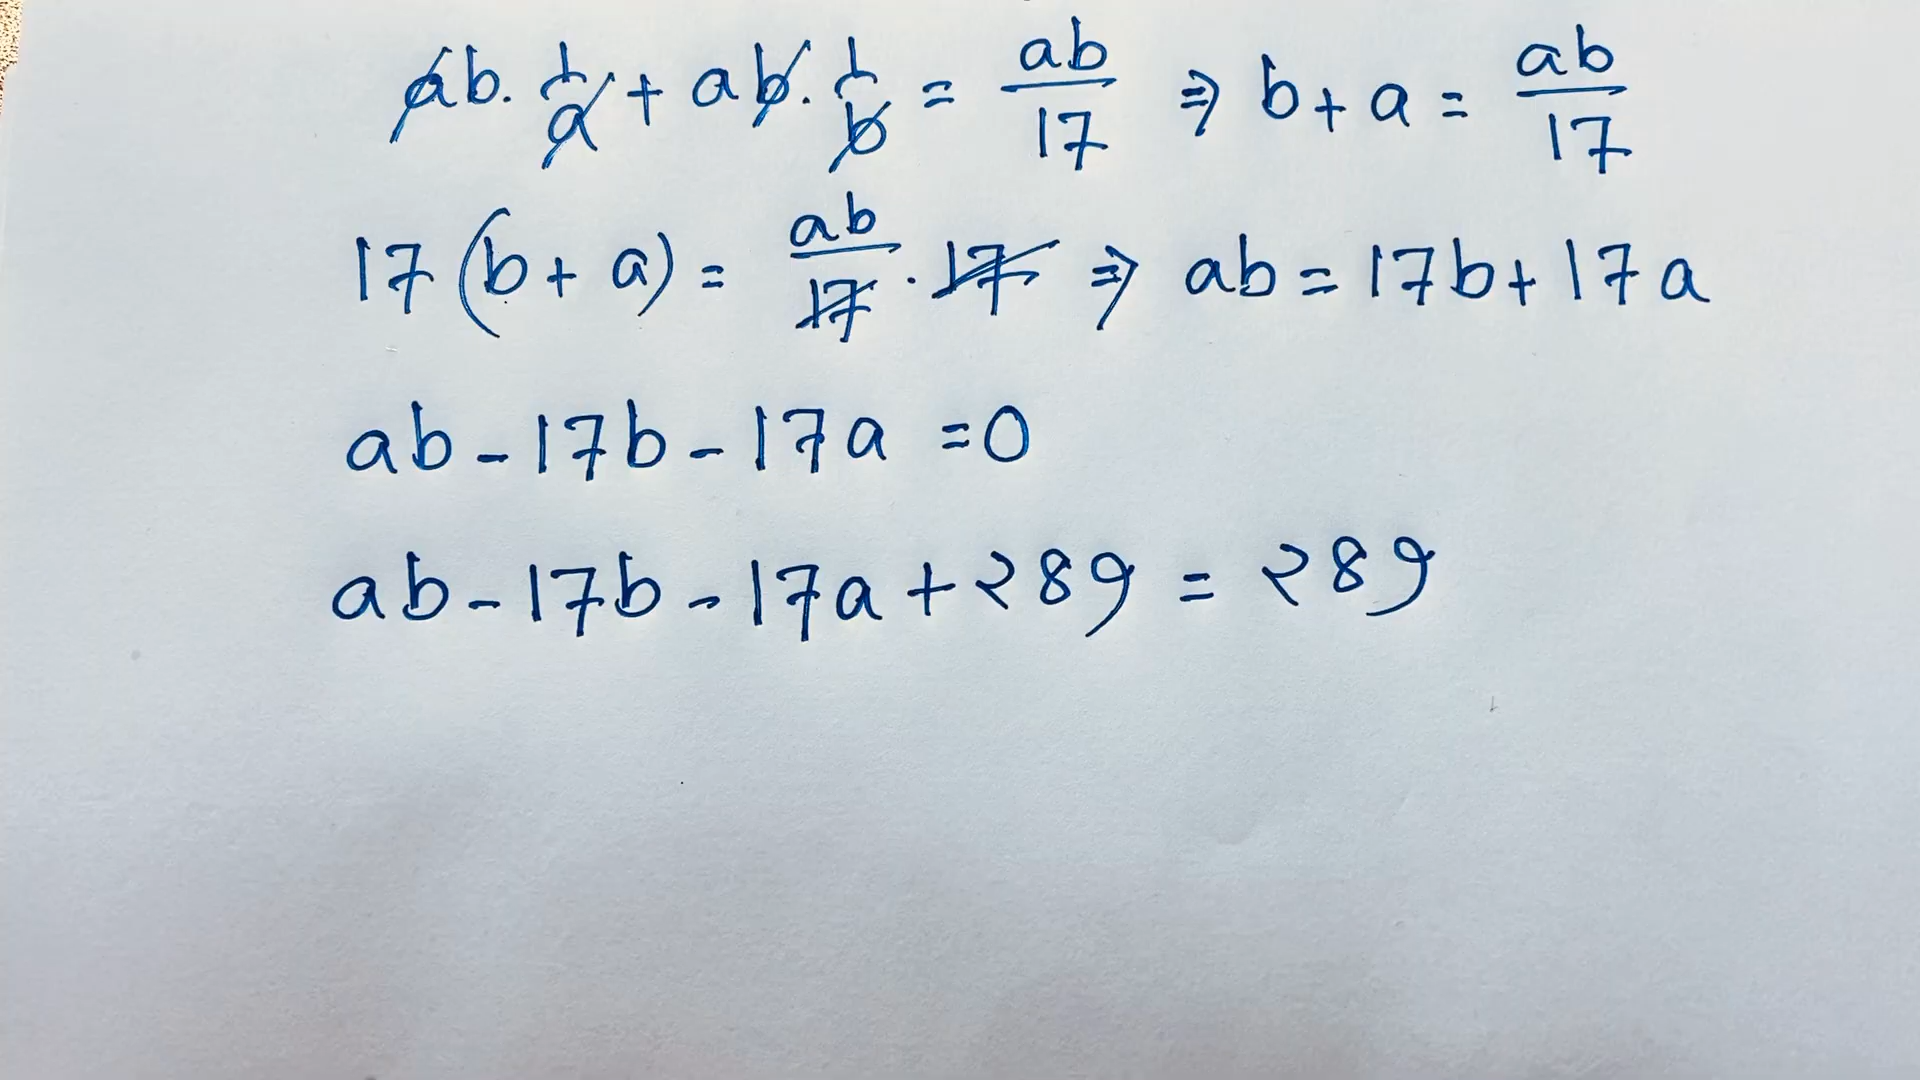 ab · 1/a + ab · 1/b = ab/17 ⇒ b + a = ab/17
17 (b + a) = ab/17 · 17 ⇒ ab = 17b + 17a
ab - 17b - 17a = 0
ab - 17b - 17a + 289 = 289